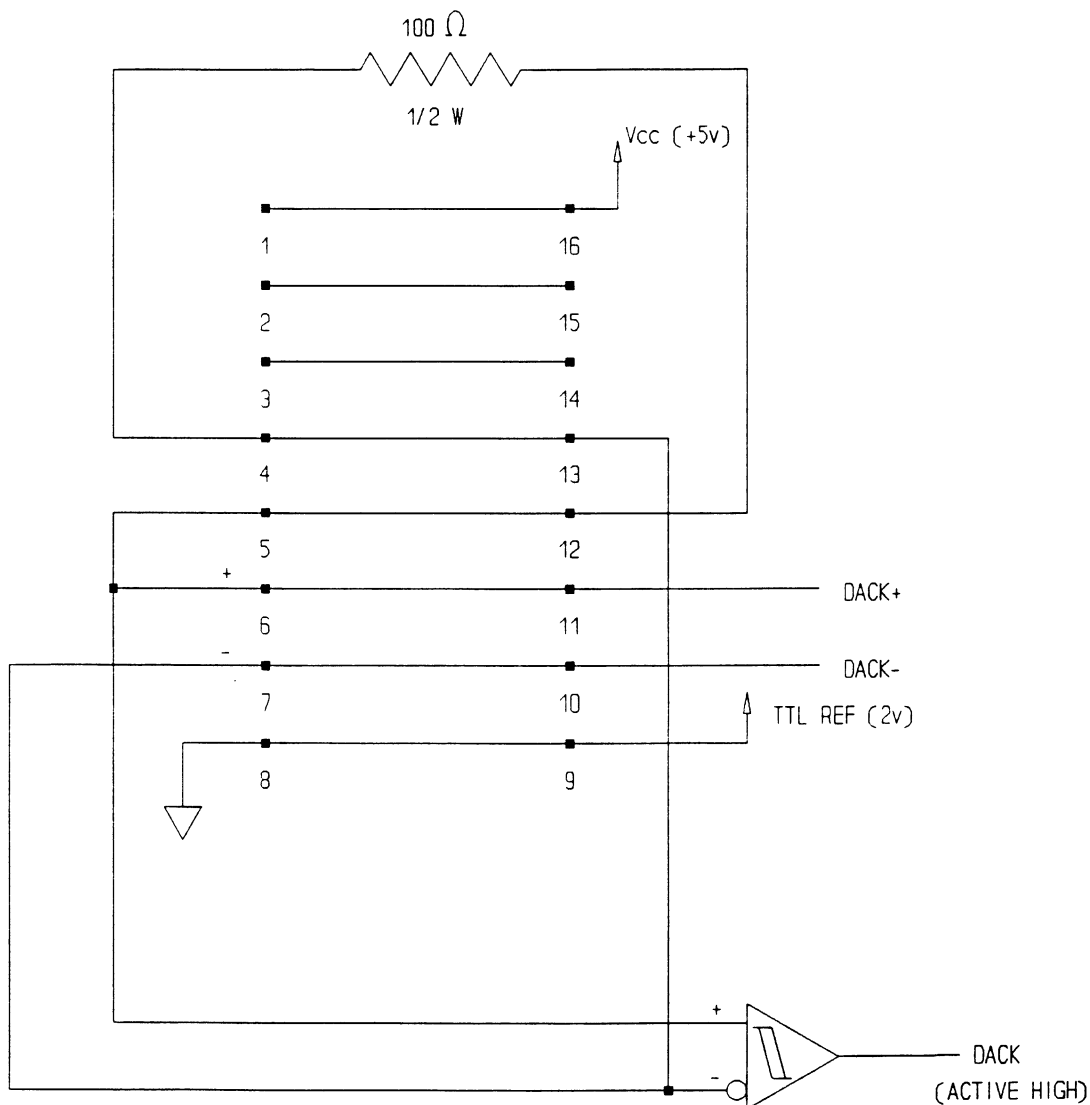 100 Ω
1/2 W
Vcc (+5v)
1 16
2 15
3 14
4 13
5 12
+ DACK+
6 11
- DACK-
7 10
TTL REF (2v)
8 9
+
-
DACK
(ACTIVE HIGH)